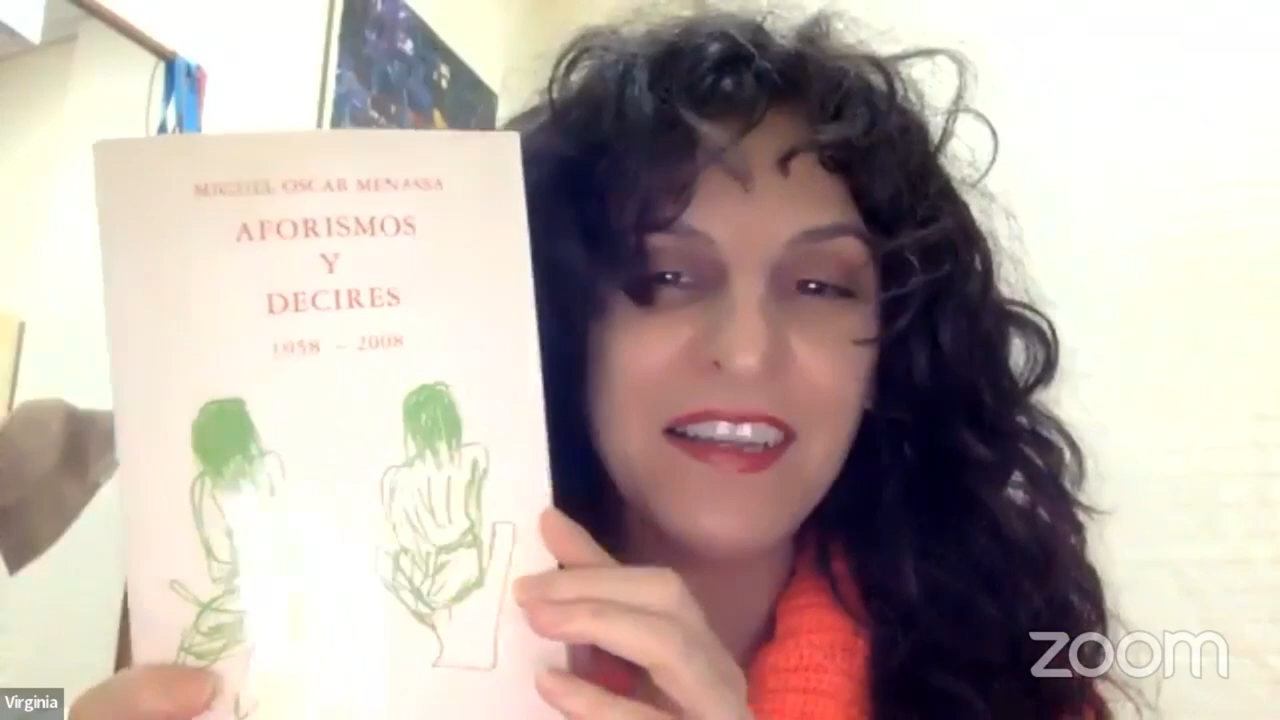 MIGUEL OSCAR MENASSA
AFORISMOS
Y
DECIRES
1958 - 2008
zoom
Virginia